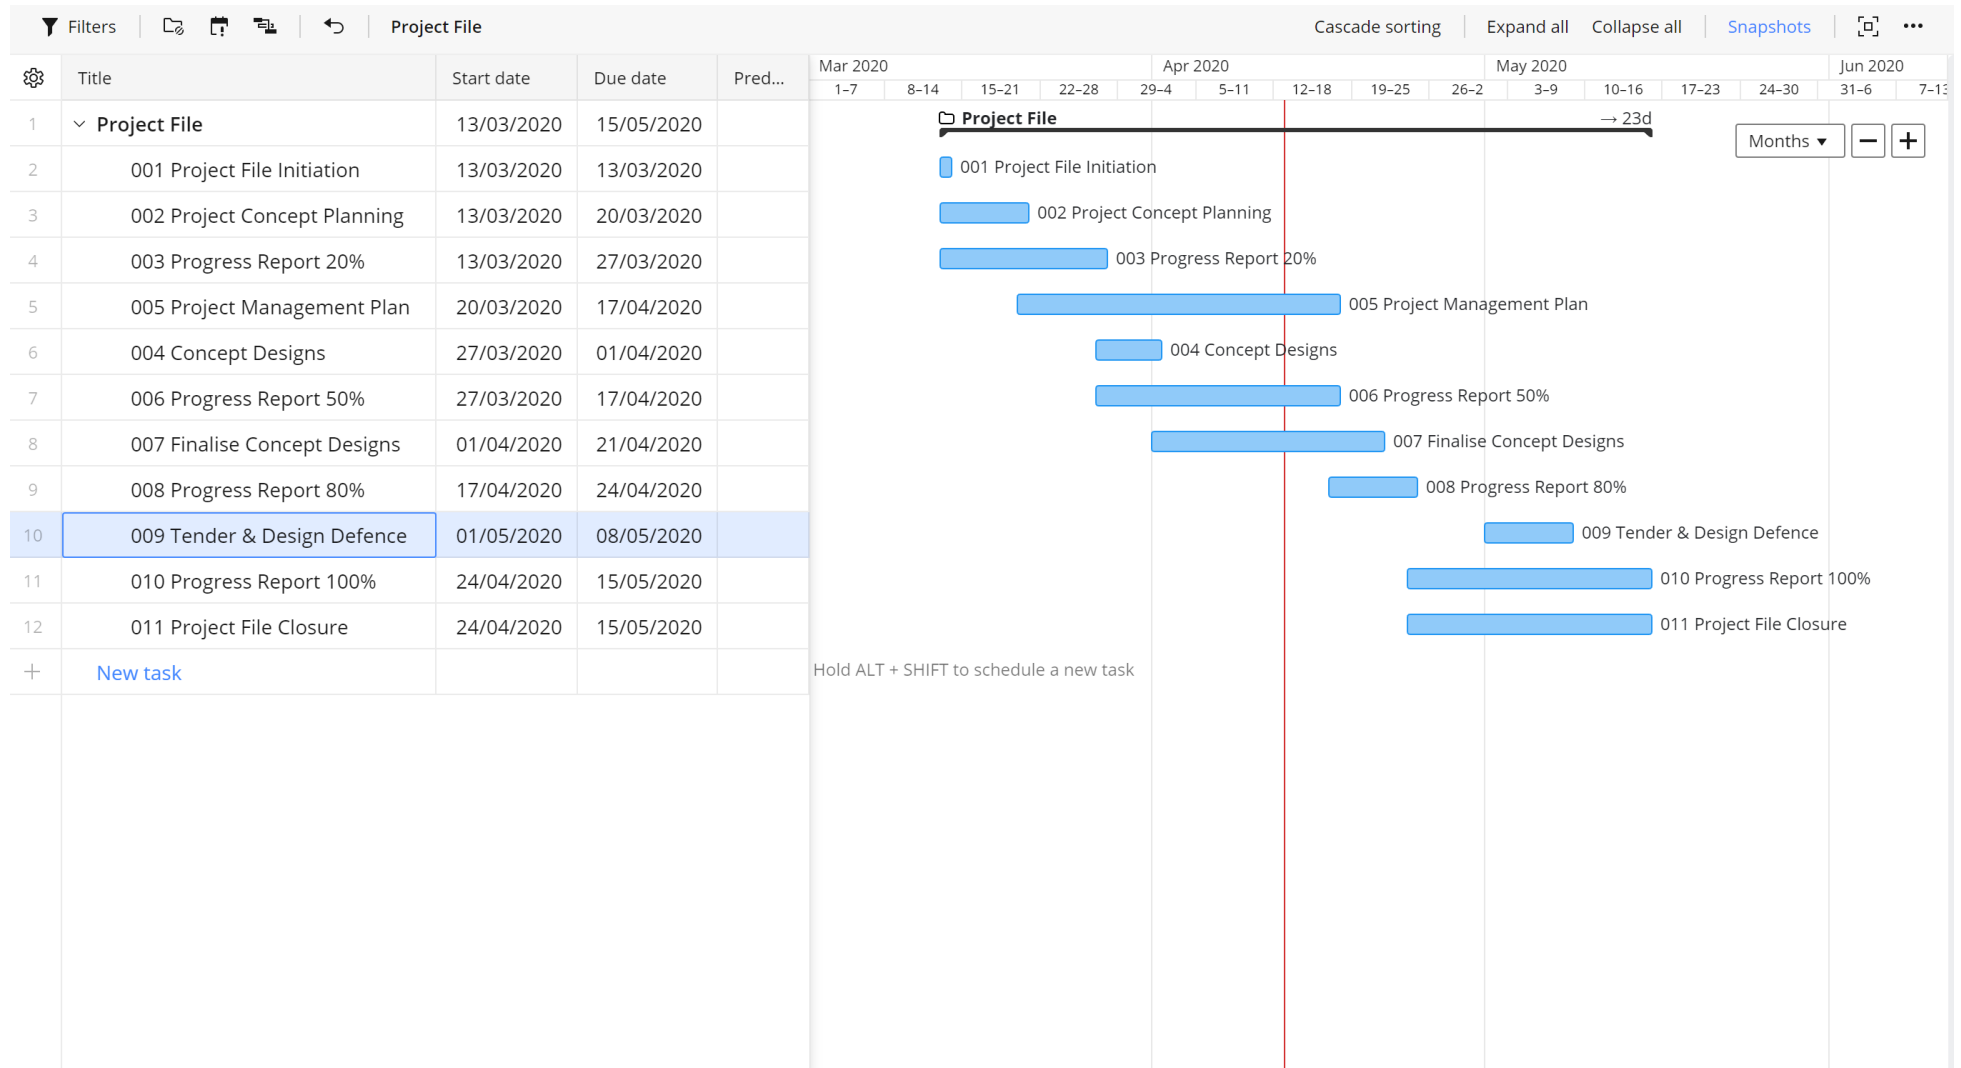 Filters Project File Cascade sorting Expand all Collapse all Snapshots
Title Start date Due date Pred...
Mar 2020 Apr 2020 May 2020 Jun 2020
1–7 8–14 15–21 22–28 29–4 5–11 12–18 19–25 26–2 3–9 10–16 17–23 24–30 31–6 7–13
1 Project File 13/03/2020 15/05/2020
2 001 Project File Initiation 13/03/2020 13/03/2020
3 002 Project Concept Planning 13/03/2020 20/03/2020
4 003 Progress Report 20% 13/03/2020 27/03/2020
5 005 Project Management Plan 20/03/2020 17/04/2020
6 004 Concept Designs 27/03/2020 01/04/2020
7 006 Progress Report 50% 27/03/2020 17/04/2020
8 007 Finalise Concept Designs 01/04/2020 21/04/2020
9 008 Progress Report 80% 17/04/2020 24/04/2020
10 009 Tender & Design Defence 01/05/2020 08/05/2020
11 010 Progress Report 100% 24/04/2020 15/05/2020
12 011 Project File Closure 24/04/2020 15/05/2020
+ New task
Project File → 23d
Months
001 Project File Initiation
002 Project Concept Planning
003 Progress Report 20%
005 Project Management Plan
004 Concept Designs
006 Progress Report 50%
007 Finalise Concept Designs
008 Progress Report 80%
009 Tender & Design Defence
010 Progress Report 100%
011 Project File Closure
Hold ALT + SHIFT to schedule a new task